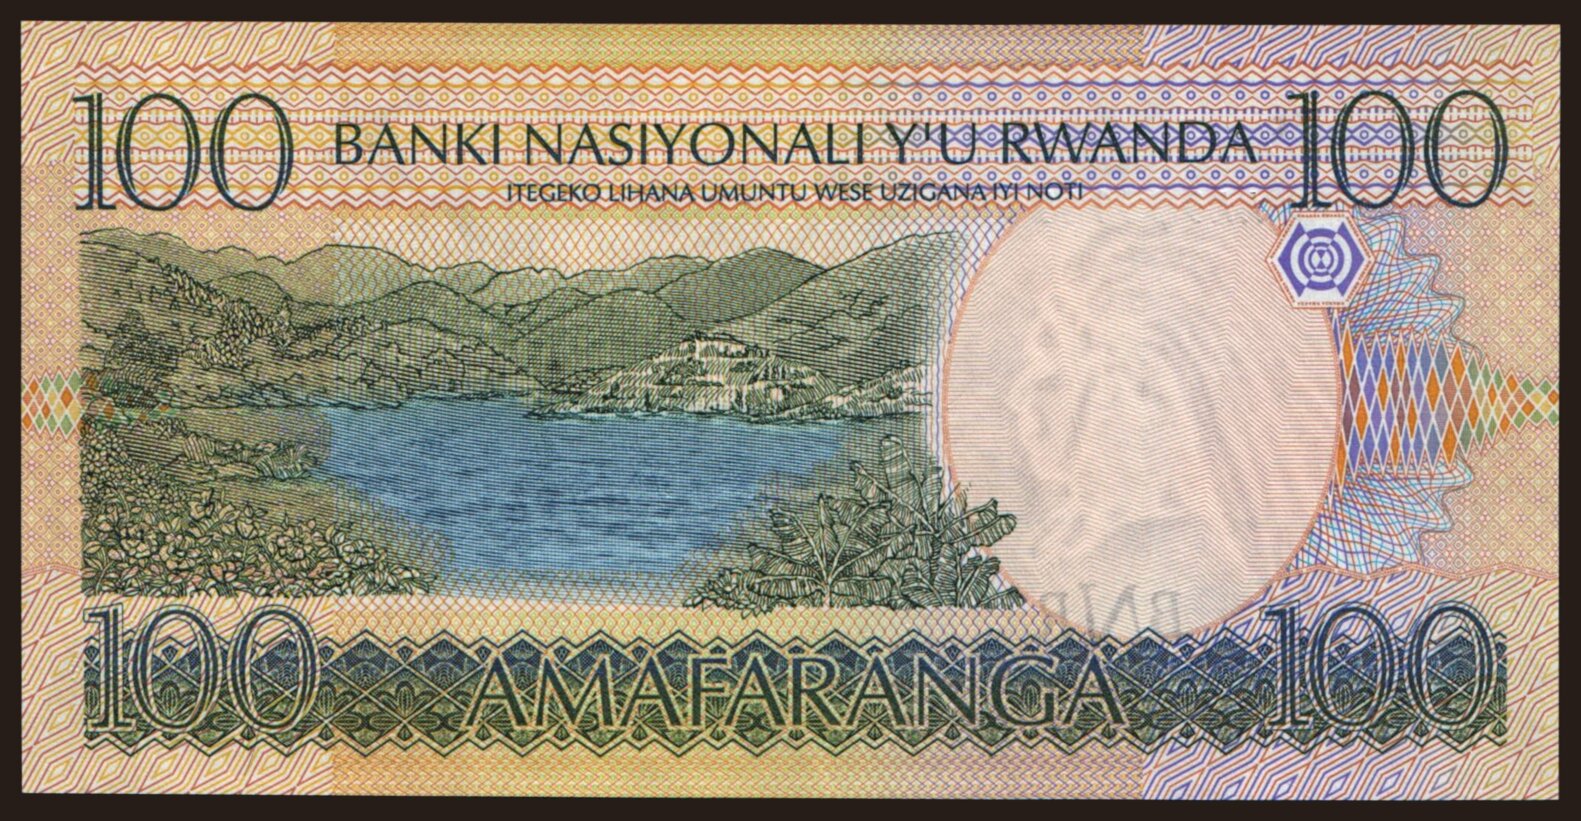 100 BANKI NASIYONALI Y'U RWANDA 100
ITEGEKO LIHANA UMUNTU WESE UZIGANA IYI NOTI
100 AMAFARANGA 100